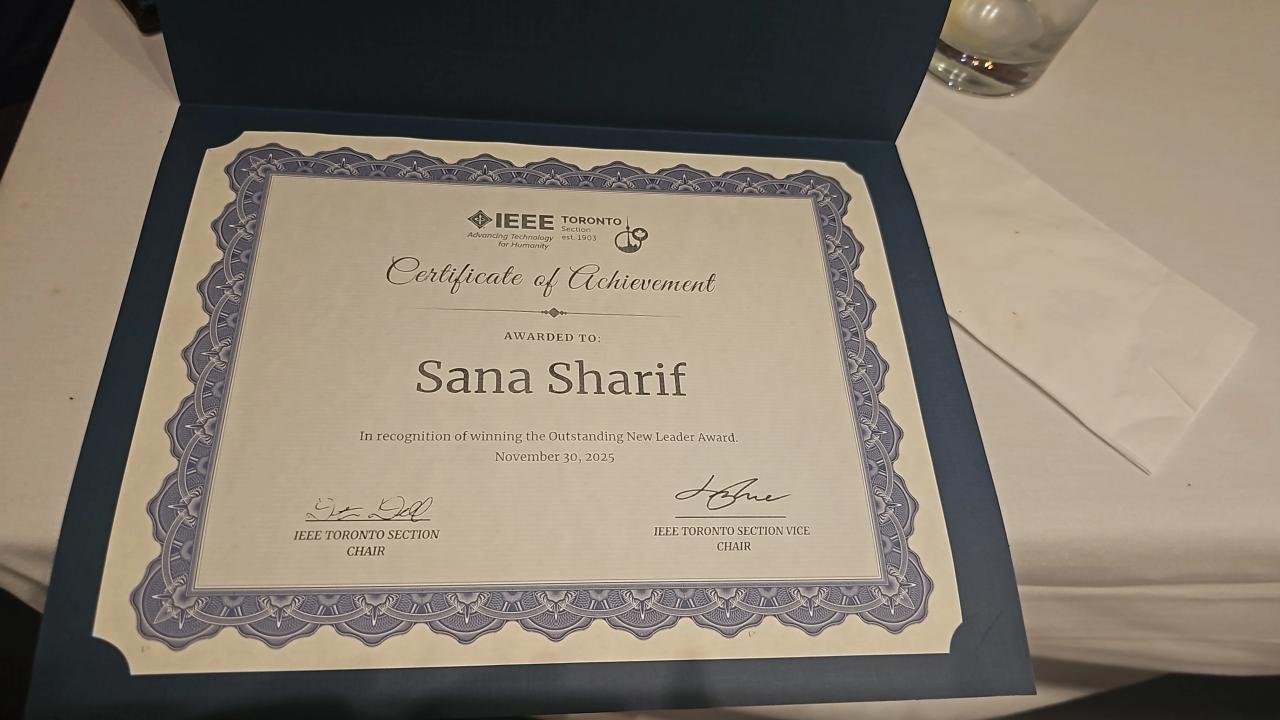 IEEE TORONTO
Section
est. 1903
Advancing Technology
for Humanity
Certificate of Achievement
AWARDED TO:
Sana Sharif
In recognition of winning the Outstanding New Leader Award.
November 30, 2025
IEEE TORONTO SECTION
CHAIR
IEEE TORONTO SECTION VICE
CHAIR